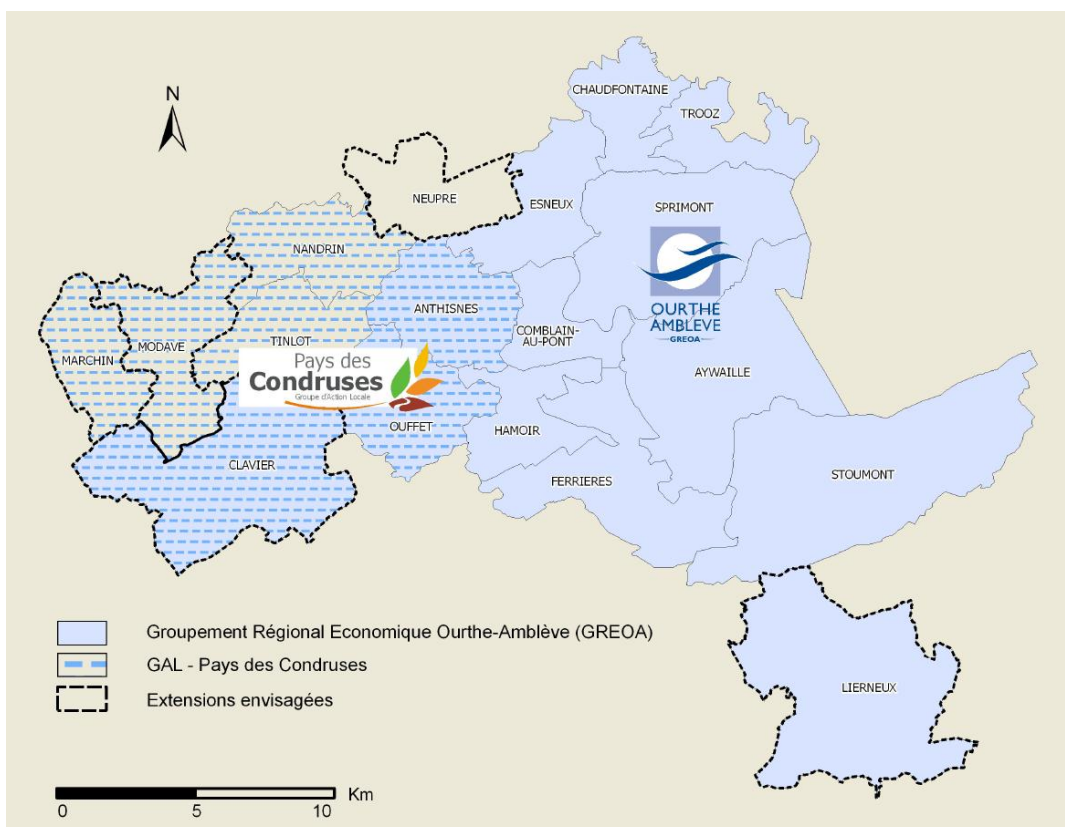 N
CHAUDFONTAINE
TROOZ
NEUPRE
ESNEUX
SPRIMONT
NANDRIN
ANTHISNES
OURTHE
AMBLÈVE
GREOA
COMBLAIN-
AU-PONT
TINLOT
MODAVE
MARCHIN
Pays des
Condruses
Groupe d'Action Locale
AYWAILLE
OUFFET
HAMOIR
CLAVIER
FERRIERES
STOUMONT
LIERNEUX
Groupement Régional Economique Ourthe-Amblève (GREOA)
GAL - Pays des Condruses
Extensions envisagées
Km
0 5 10